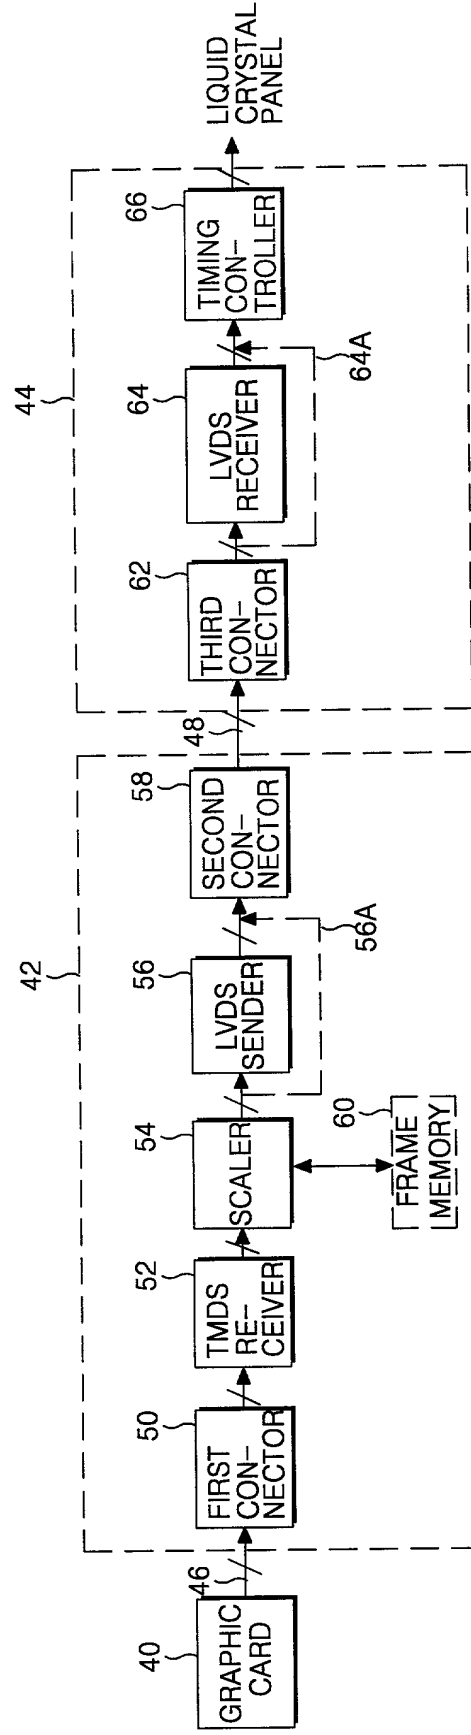 40
GRAPHIC
CARD
46
42
50
FIRST
CON-
NECTOR
52
TMDS
RE-
CEIVER
54
SCALER
60
FRAME
MEMORY
56
LVDS
SENDER
56A
58
SECOND
CON-
NECTOR
48
44
62
THIRD
CON-
NECTOR
64
LVDS
RECEIVER
64A
66
TIMING
CON-
TROLLER
LIQUID
CRYSTAL
PANEL